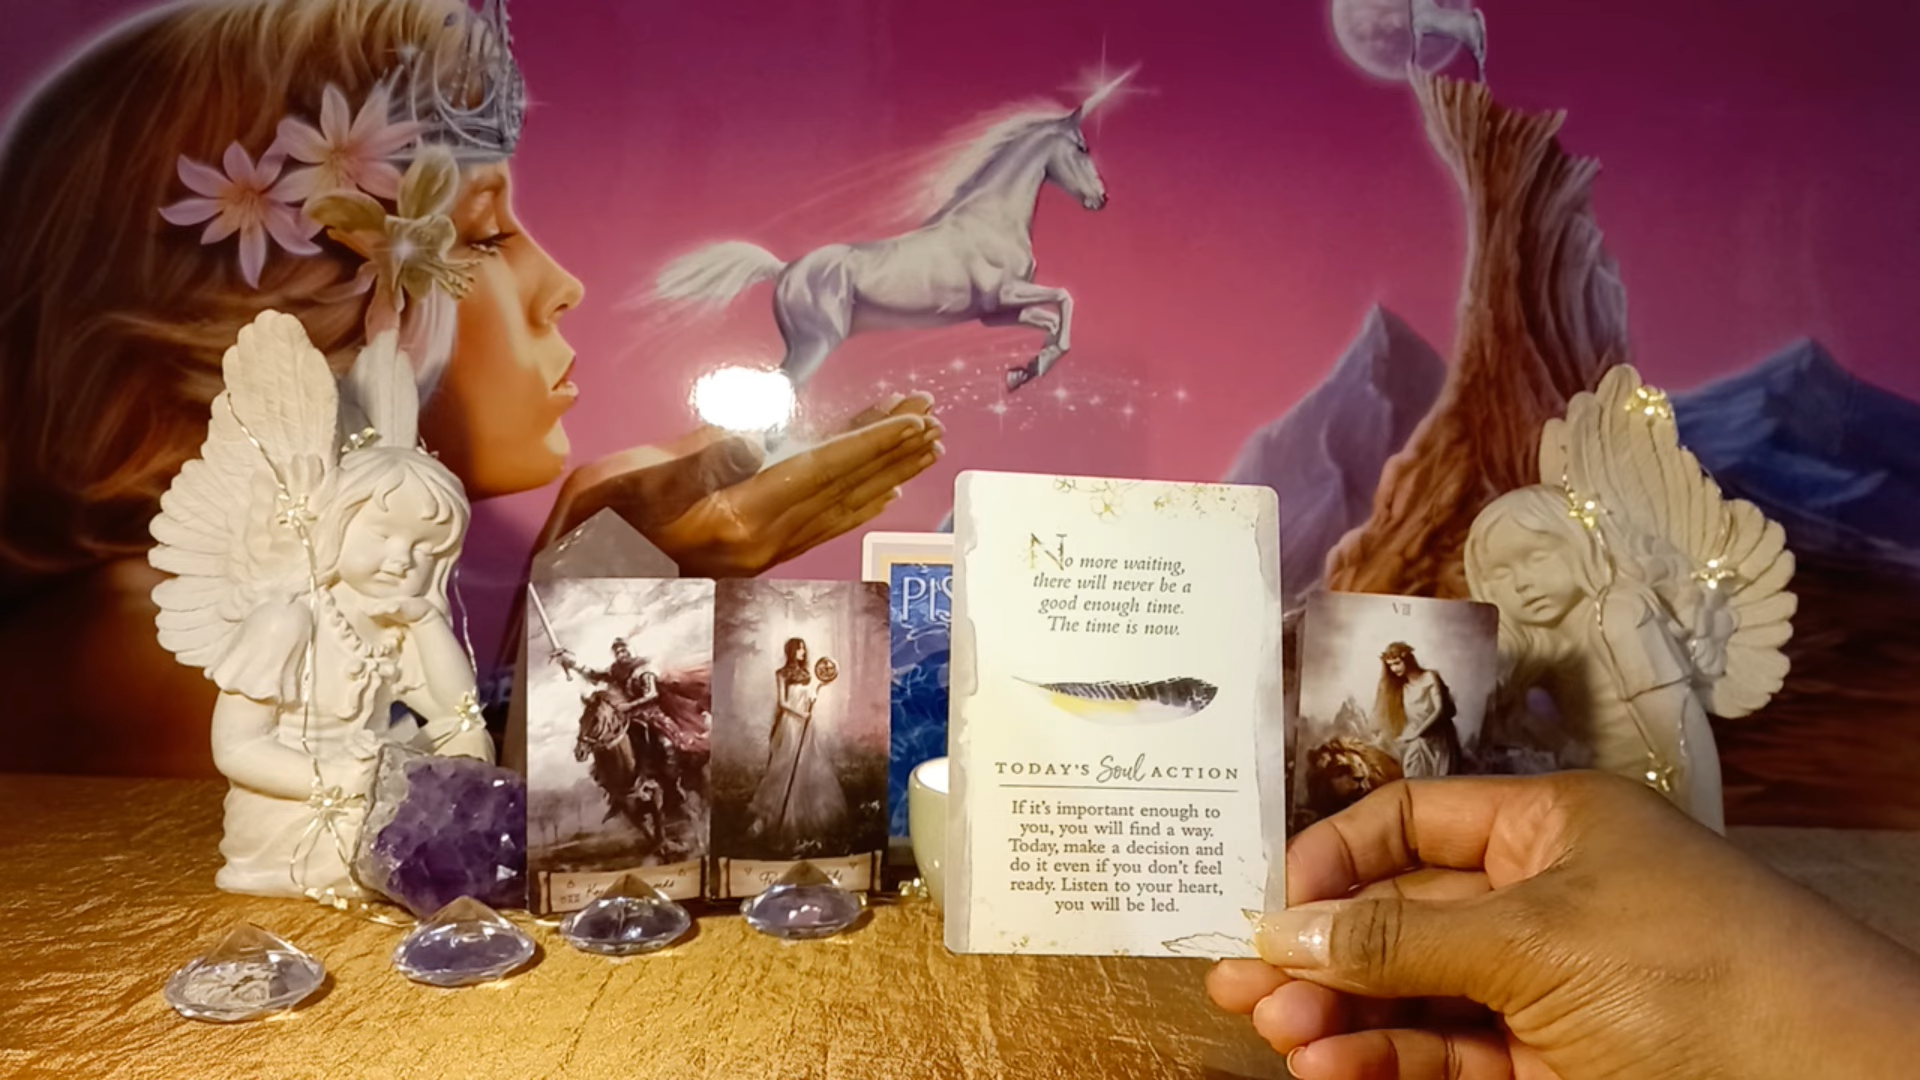 PIS
No more waiting,
there will never be a
good enough time.
The time is now.
TODAY'S Soul ACTION
If it's important enough to
you, you will find a way.
Today, make a decision and
do it even if you don't feel
ready. Listen to your heart,
you will be led.
VII